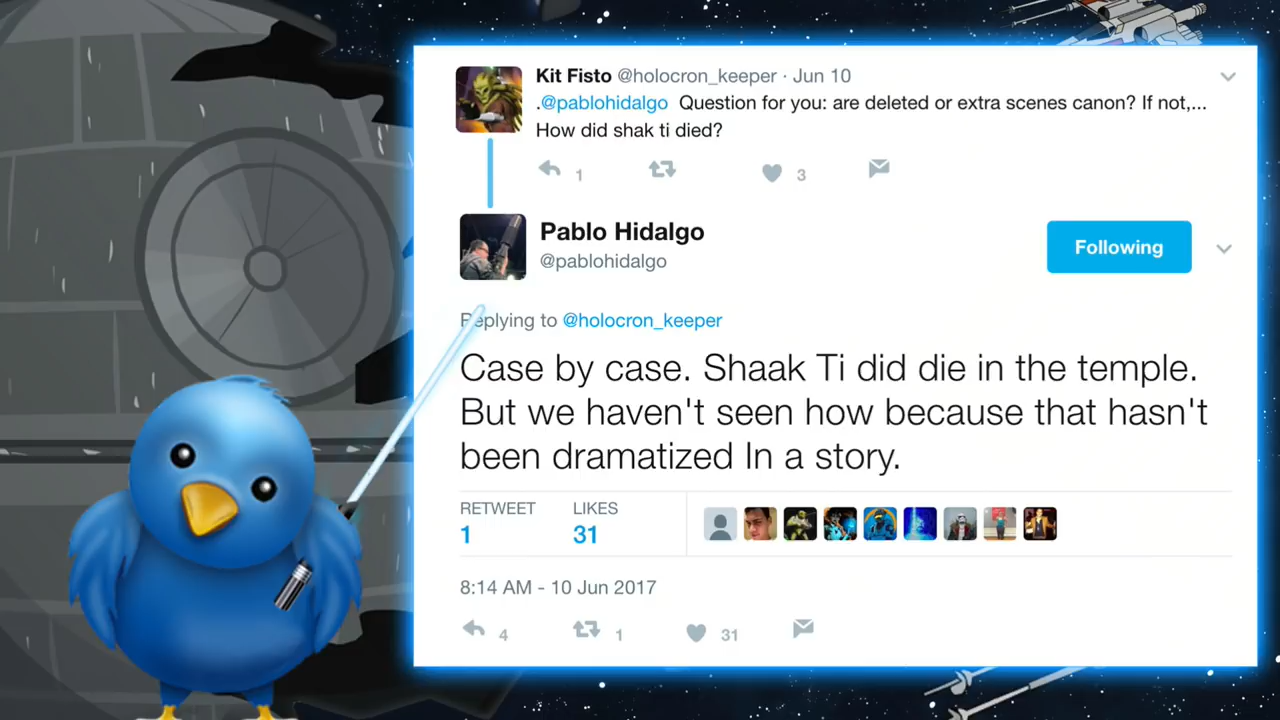 Kit Fisto @holocron_keeper · Jun 10
.@pablohidalgo Question for you: are deleted or extra scenes canon? If not,...
How did shak ti died?
1
3
Pablo Hidalgo
@pablohidalgo
Following
Replying to @holocron_keeper
Case by case. Shaak Ti did die in the temple.
But we haven't seen how because that hasn't
been dramatized In a story.
RETWEET LIKES
1 31
8:14 AM - 10 Jun 2017
4 1 31